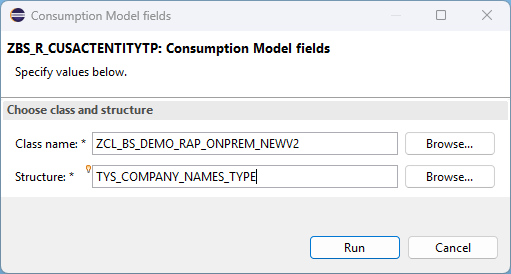 Consumption Model fields
ZBS_R_CUSACTENTITYTP: Consumption Model fields
Specify values below.
Choose class and structure
Class name: * ZCL_BS_DEMO_RAP_ONPREM_NEWV2 Browse...
Structure: * TYS_COMPANY_NAMES_TYPE Browse...
Run Cancel